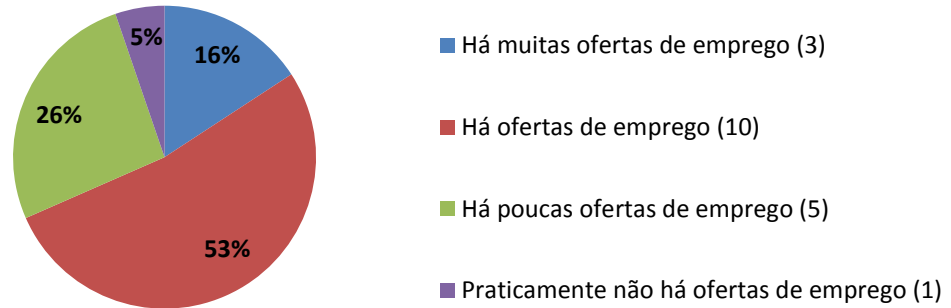 5%
16%
26%
53%
Há muitas ofertas de emprego (3)
Há ofertas de emprego (10)
Há poucas ofertas de emprego (5)
Praticamente não há ofertas de emprego (1)